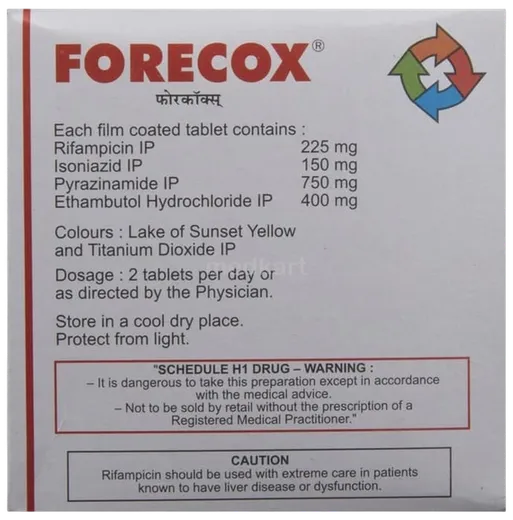 FORECOX®
फोरकॉक्स्
Each film coated tablet contains :
Rifampicin IP 225 mg
Isoniazid IP 150 mg
Pyrazinamide IP 750 mg
Ethambutol Hydrochloride IP 400 mg
Colours : Lake of Sunset Yellow
and Titanium Dioxide IP
medkart
Dosage : 2 tablets per day or
as directed by the Physician.
Store in a cool dry place.
Protect from light.
"SCHEDULE H1 DRUG – WARNING :
– It is dangerous to take this preparation except in accordance
with the medical advice.
– Not to be sold by retail without the prescription of a
Registered Medical Practitioner."
CAUTION
Rifampicin should be used with extreme care in patients
known to have liver disease or dysfunction.